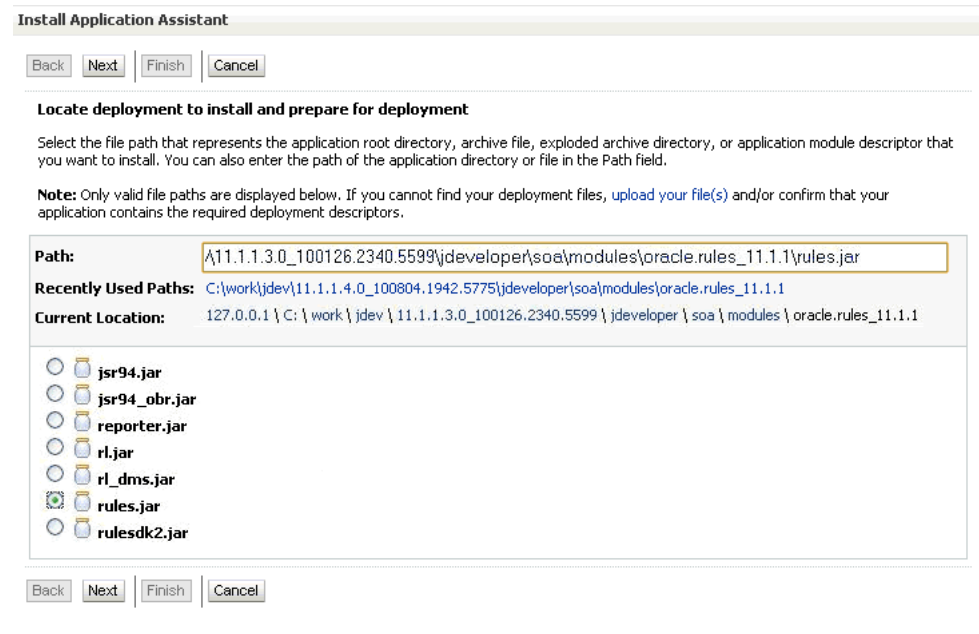 Install Application Assistant
Back Next Finish Cancel
Locate deployment to install and prepare for deployment
Select the file path that represents the application root directory, archive file, exploded archive directory, or application module descriptor that
you want to install. You can also enter the path of the application directory or file in the Path field.
Note: Only valid file paths are displayed below. If you cannot find your deployment files, upload your file(s) and/or confirm that your
application contains the required deployment descriptors.
Path: \11.1.1.3.0_100126.2340.5599\jdeveloper\soa\modules\oracle.rules_11.1.1\rules.jar
Recently Used Paths: C:\work\jdev\11.1.1.4.0_100804.1942.5775\jdeveloper\soa\modules\oracle.rules_11.1.1
Current Location: 127.0.0.1 \ C: \ work \ jdev \ 11.1.1.3.0_100126.2340.5599 \ jdeveloper \ soa \ modules \ oracle.rules_11.1.1
jsr94.jar
jsr94_obr.jar
reporter.jar
rl.jar
rl_dms.jar
rules.jar
rulesdk2.jar
Back Next Finish Cancel